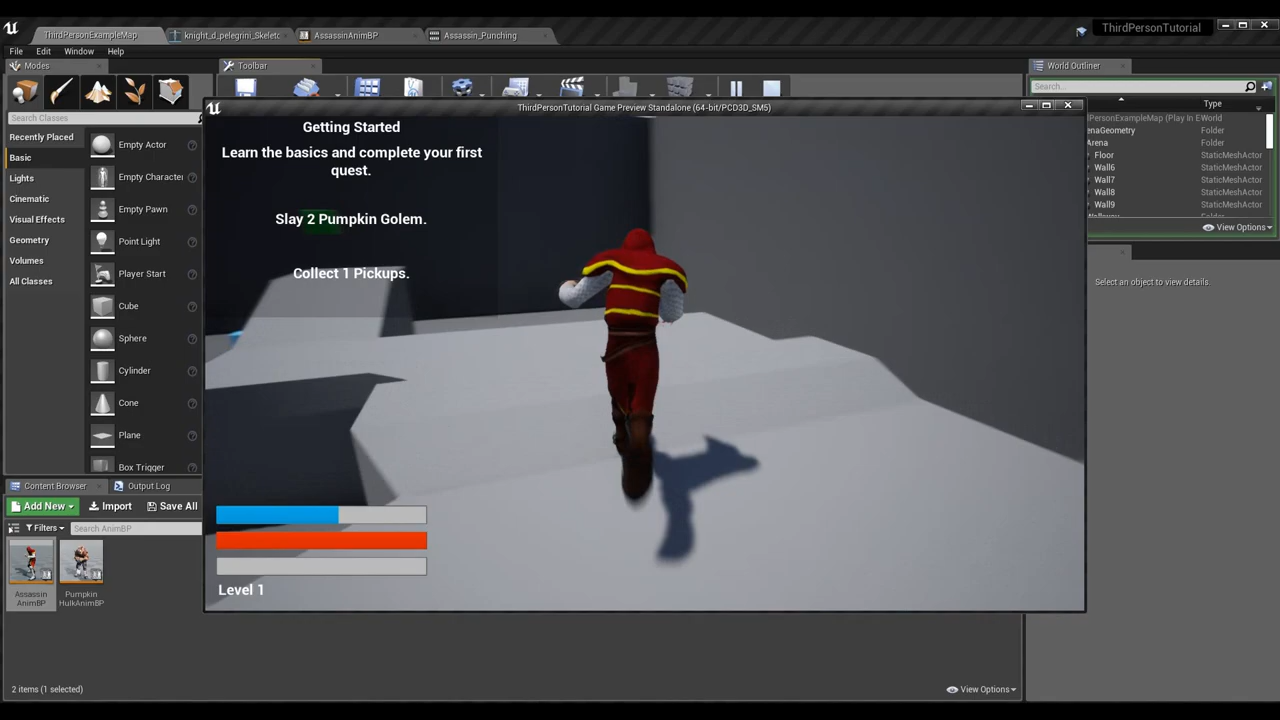 ThirdPersonExampleMap
knight_d_pelegrini_Skeleto
AssassinAnimBP
Assassin_Punching
ThirdPersonTutorial
File Edit Window Help
Modes
Toolbar
World Outliner
Search Classes
Search...
ThirdPersonTutorial Game Preview Standalone (64-bit/PCD3D_SM5)
Type
PersonExampleMap (Play In E World
enaGeometry Folder
Arena Folder
Floor StaticMeshActor
Wall6 StaticMeshActor
Wall7 StaticMeshActor
Wall8 StaticMeshActor
Wall9 StaticMeshActor
View Options
Select an object to view details.
Recently Placed
Basic
Lights
Cinematic
Visual Effects
Geometry
Volumes
All Classes
Empty Actor
Empty Character
Empty Pawn
Point Light
Player Start
Cube
Sphere
Cylinder
Cone
Plane
Box Trigger
Getting Started
Learn the basics and complete your first
quest.
Slay 2 Pumpkin Golem.
Collect 1 Pickups.
Level 1
Content Browser
Output Log
Add New
Import
Save All
Filters
Search AnimBP
Assassin
AnimBP
Pumpkin
HulkAnimBP
2 items (1 selected)
View Options